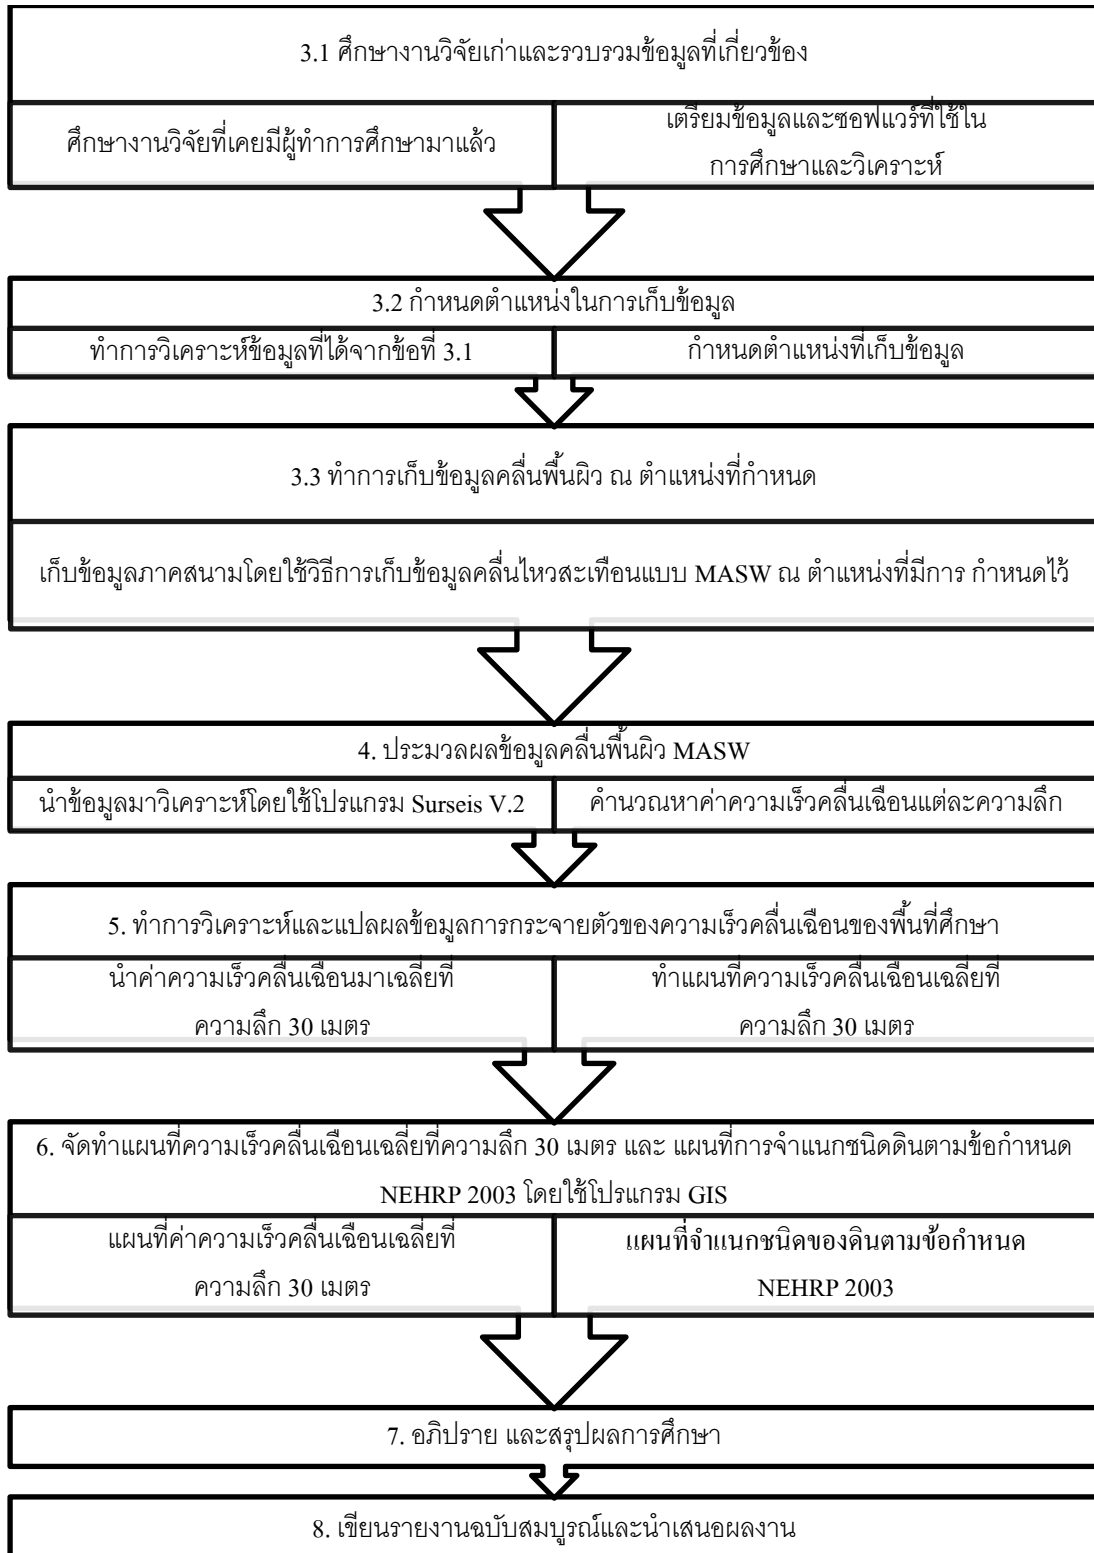 3.1 ศึกษางานวิจัยเก่าและรวบรวมข้อมูลที่เกี่ยวข้อง
ศึกษางานวิจัยที่เคยมีผู้ทำการศึกษามาแล้ว
เตรียมข้อมูลและซอฟแวร์ที่ใช้ใน
การศึกษาและวิเคราะห์
3.2 กำหนดตำแหน่งในการเก็บข้อมูล
ทำการวิเคราะห์ข้อมูลที่ได้จากข้อที่ 3.1
กำหนดตำแหน่งที่เก็บข้อมูล
3.3 ทำการเก็บข้อมูลคลื่นพื้นผิว ณ ตำแหน่งที่กำหนด
เก็บข้อมูลภาคสนามโดยใช้วิธีการเก็บข้อมูลคลื่นไหวสะเทือนแบบ MASW ณ ตำแหน่งที่มีการ กำหนดไว้
4. ประมวลผลข้อมูลคลื่นพื้นผิว MASW
นำข้อมูลมาวิเคราะห์โดยใช้โปรแกรม Surseis V.2
คำนวณหาค่าความเร็วคลื่นเฉือนแต่ละความลึก
5. ทำการวิเคราะห์และแปลผลข้อมูลการกระจายตัวของความเร็วคลื่นเฉือนของพื้นที่ศึกษา
นำค่าความเร็วคลื่นเฉือนมาเฉลี่ยที่
ความลึก 30 เมตร
ทำแผนที่ความเร็วคลื่นเฉือนเฉลี่ยที่
ความลึก 30 เมตร
6. จัดทำแผนที่ความเร็วคลื่นเฉือนเฉลี่ยที่ความลึก 30 เมตร และ แผนที่การจำแนกชนิดดินตามข้อกำหนด
NEHRP 2003 โดยใช้โปรแกรม GIS
แผนที่ค่าความเร็วคลื่นเฉือนเฉลี่ยที่
ความลึก 30 เมตร
แผนที่จำแนกชนิดของดินตามข้อกำหนด
NEHRP 2003
7. อภิปราย และสรุปผลการศึกษา
8. เขียนรายงานฉบับสมบูรณ์และนำเสนอผลงาน